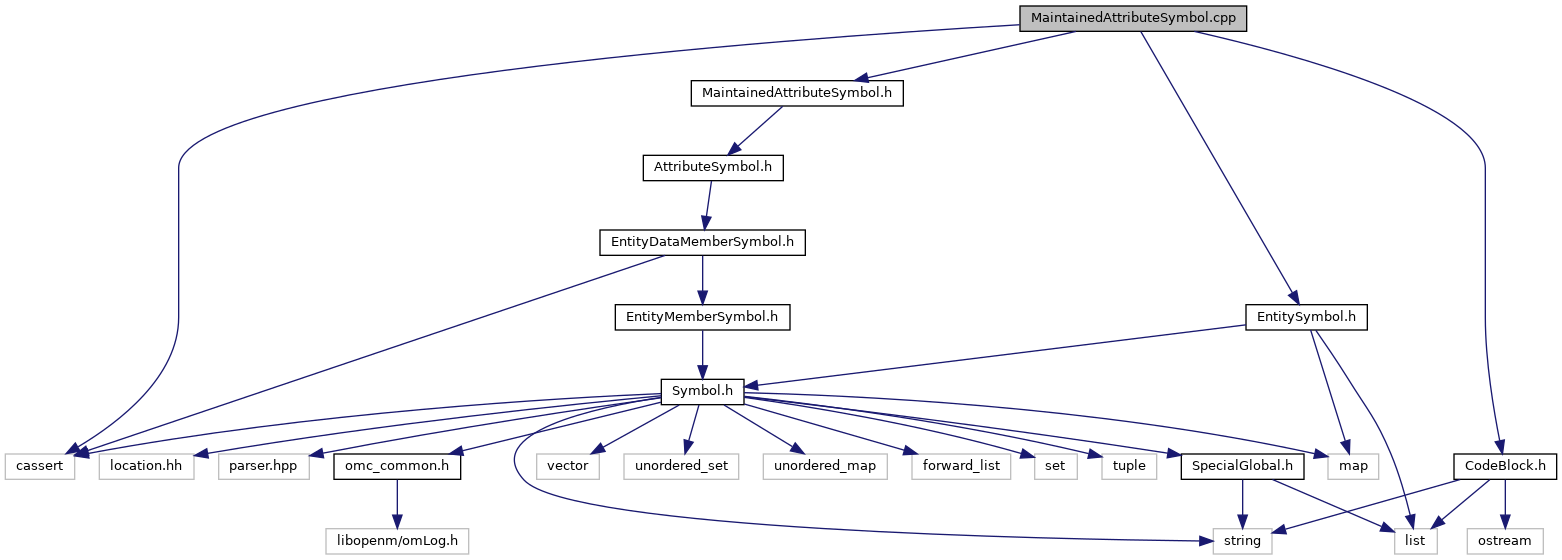 MaintainedAttributeSymbol.cpp
MaintainedAttributeSymbol.h
AttributeSymbol.h
EntityDataMemberSymbol.h
EntityMemberSymbol.h
EntitySymbol.h
Symbol.h
cassert
location.hh
parser.hpp
omc_common.h
vector
unordered_set
unordered_map
forward_list
set
tuple
SpecialGlobal.h
map
CodeBlock.h
libopenm/omLog.h
string
list
ostream